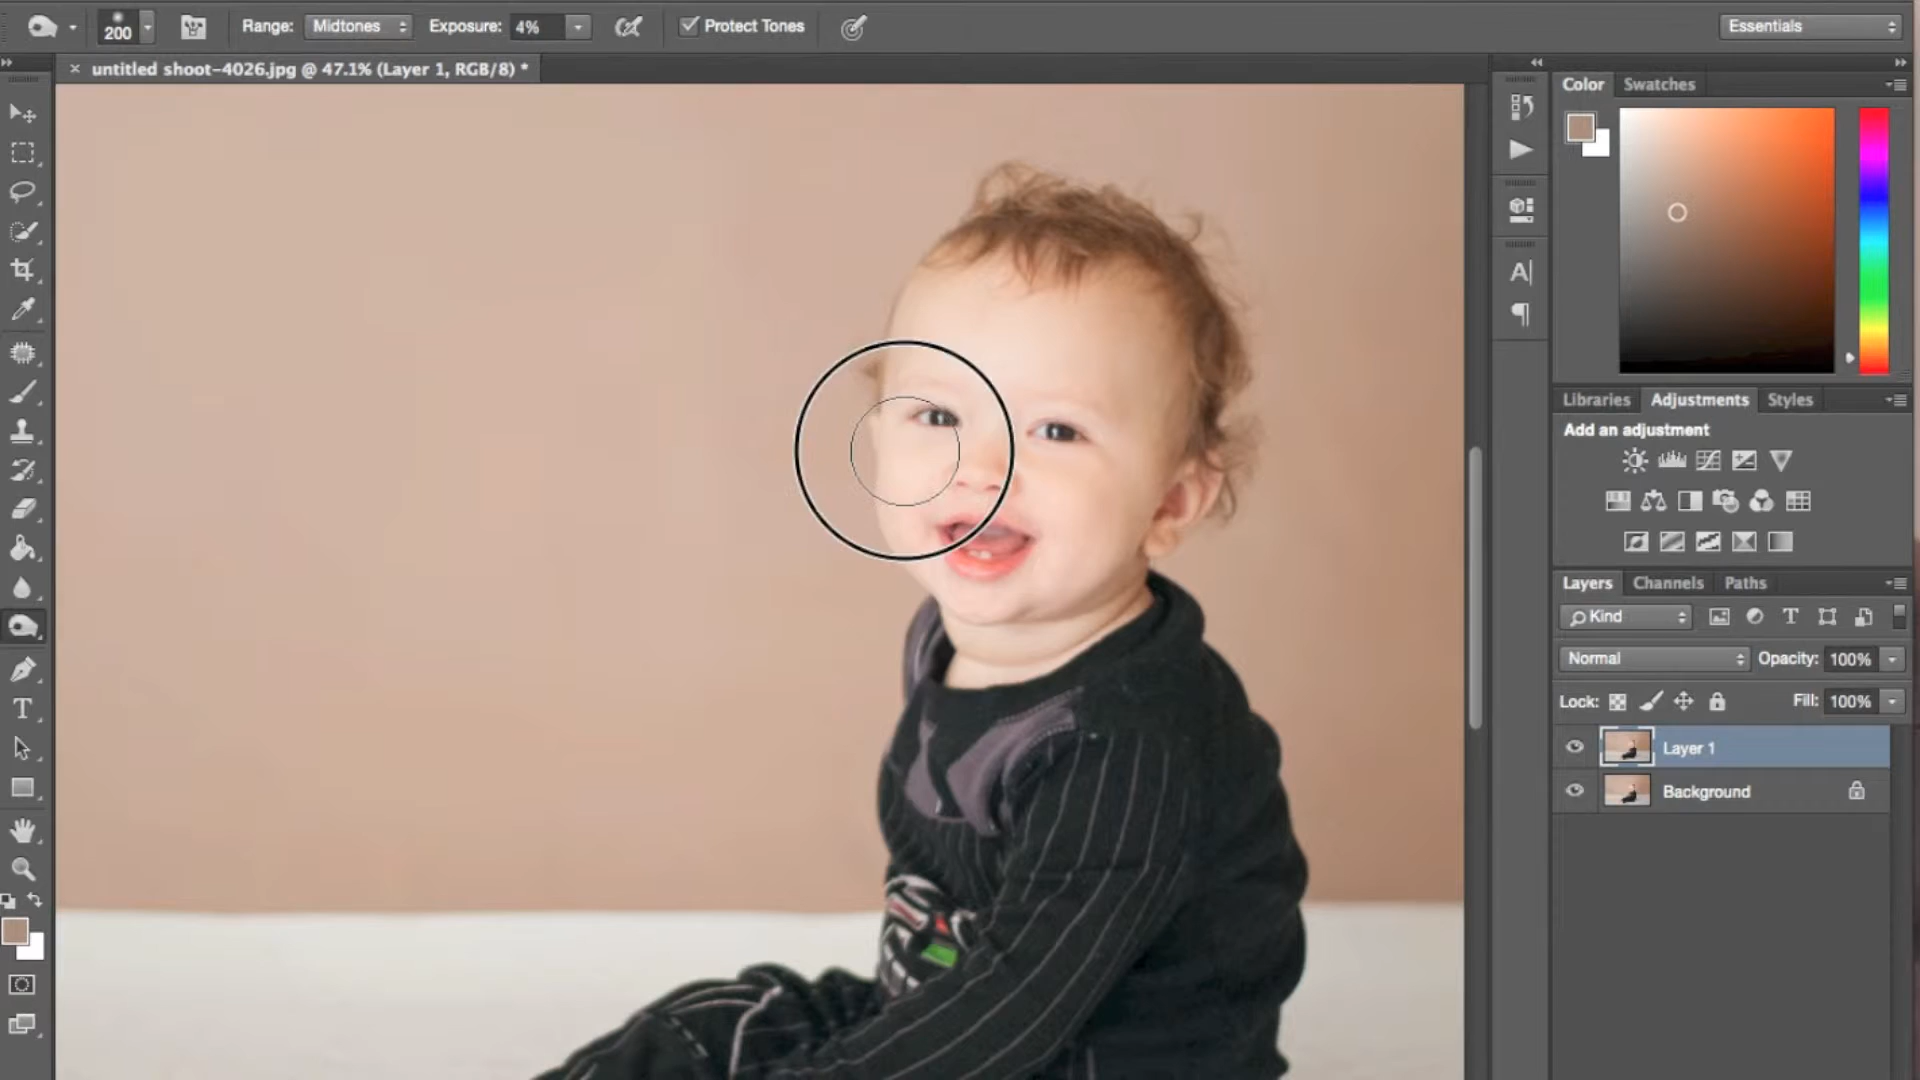 200
Range: Midtones Exposure: 4% Protect Tones Essentials
× untitled shoot-4026.jpg @ 47.1% (Layer 1, RGB/8) *
Color Swatches
Libraries Adjustments Styles
Add an adjustment
Layers Channels Paths
Kind
Normal Opacity: 100%
Lock: Fill: 100%
Layer 1
Background